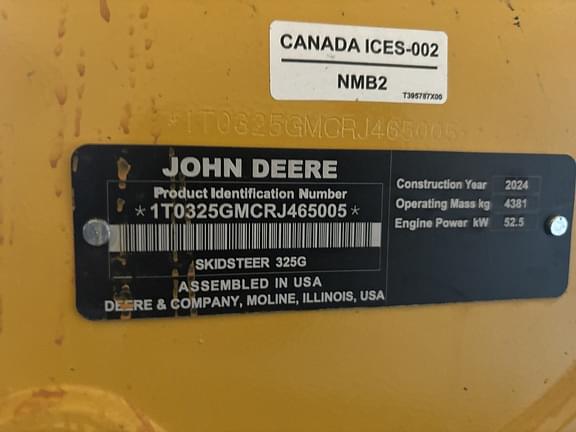 CANADA ICES-002
NMB2
T395787X00
*1T0325GMCRJ465005*
JOHN DEERE
Product Identification Number
*1T0325GMCRJ465005*
SKIDSTEER 325G
ASSEMBLED IN USA
DEERE & COMPANY, MOLINE, ILLINOIS, USA
Construction Year 2024
Operating Mass kg 4381
Engine Power kW 52.5